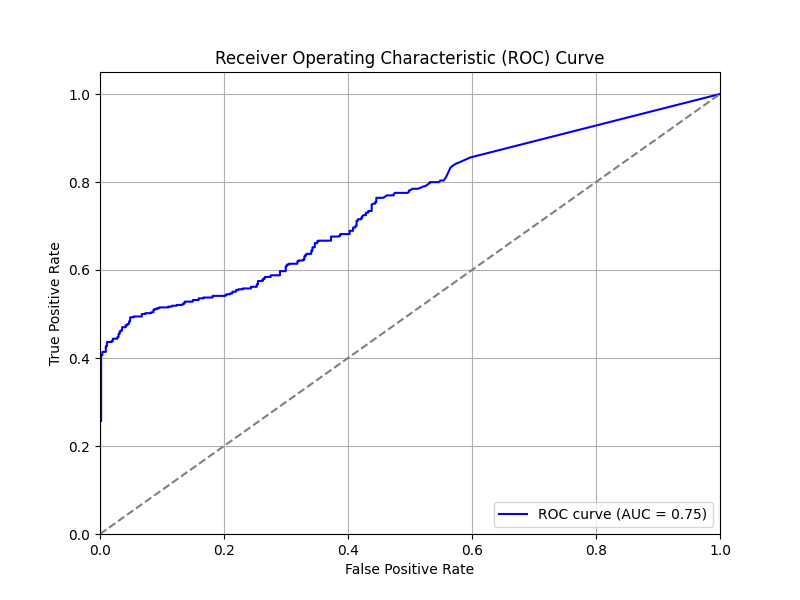 Receiver Operating Characteristic (ROC) Curve
1.0
0.8
0.6
0.4
0.2
0.0
True Positive Rate
0.0 0.2 0.4 0.6 0.8 1.0
False Positive Rate
ROC curve (AUC = 0.75)